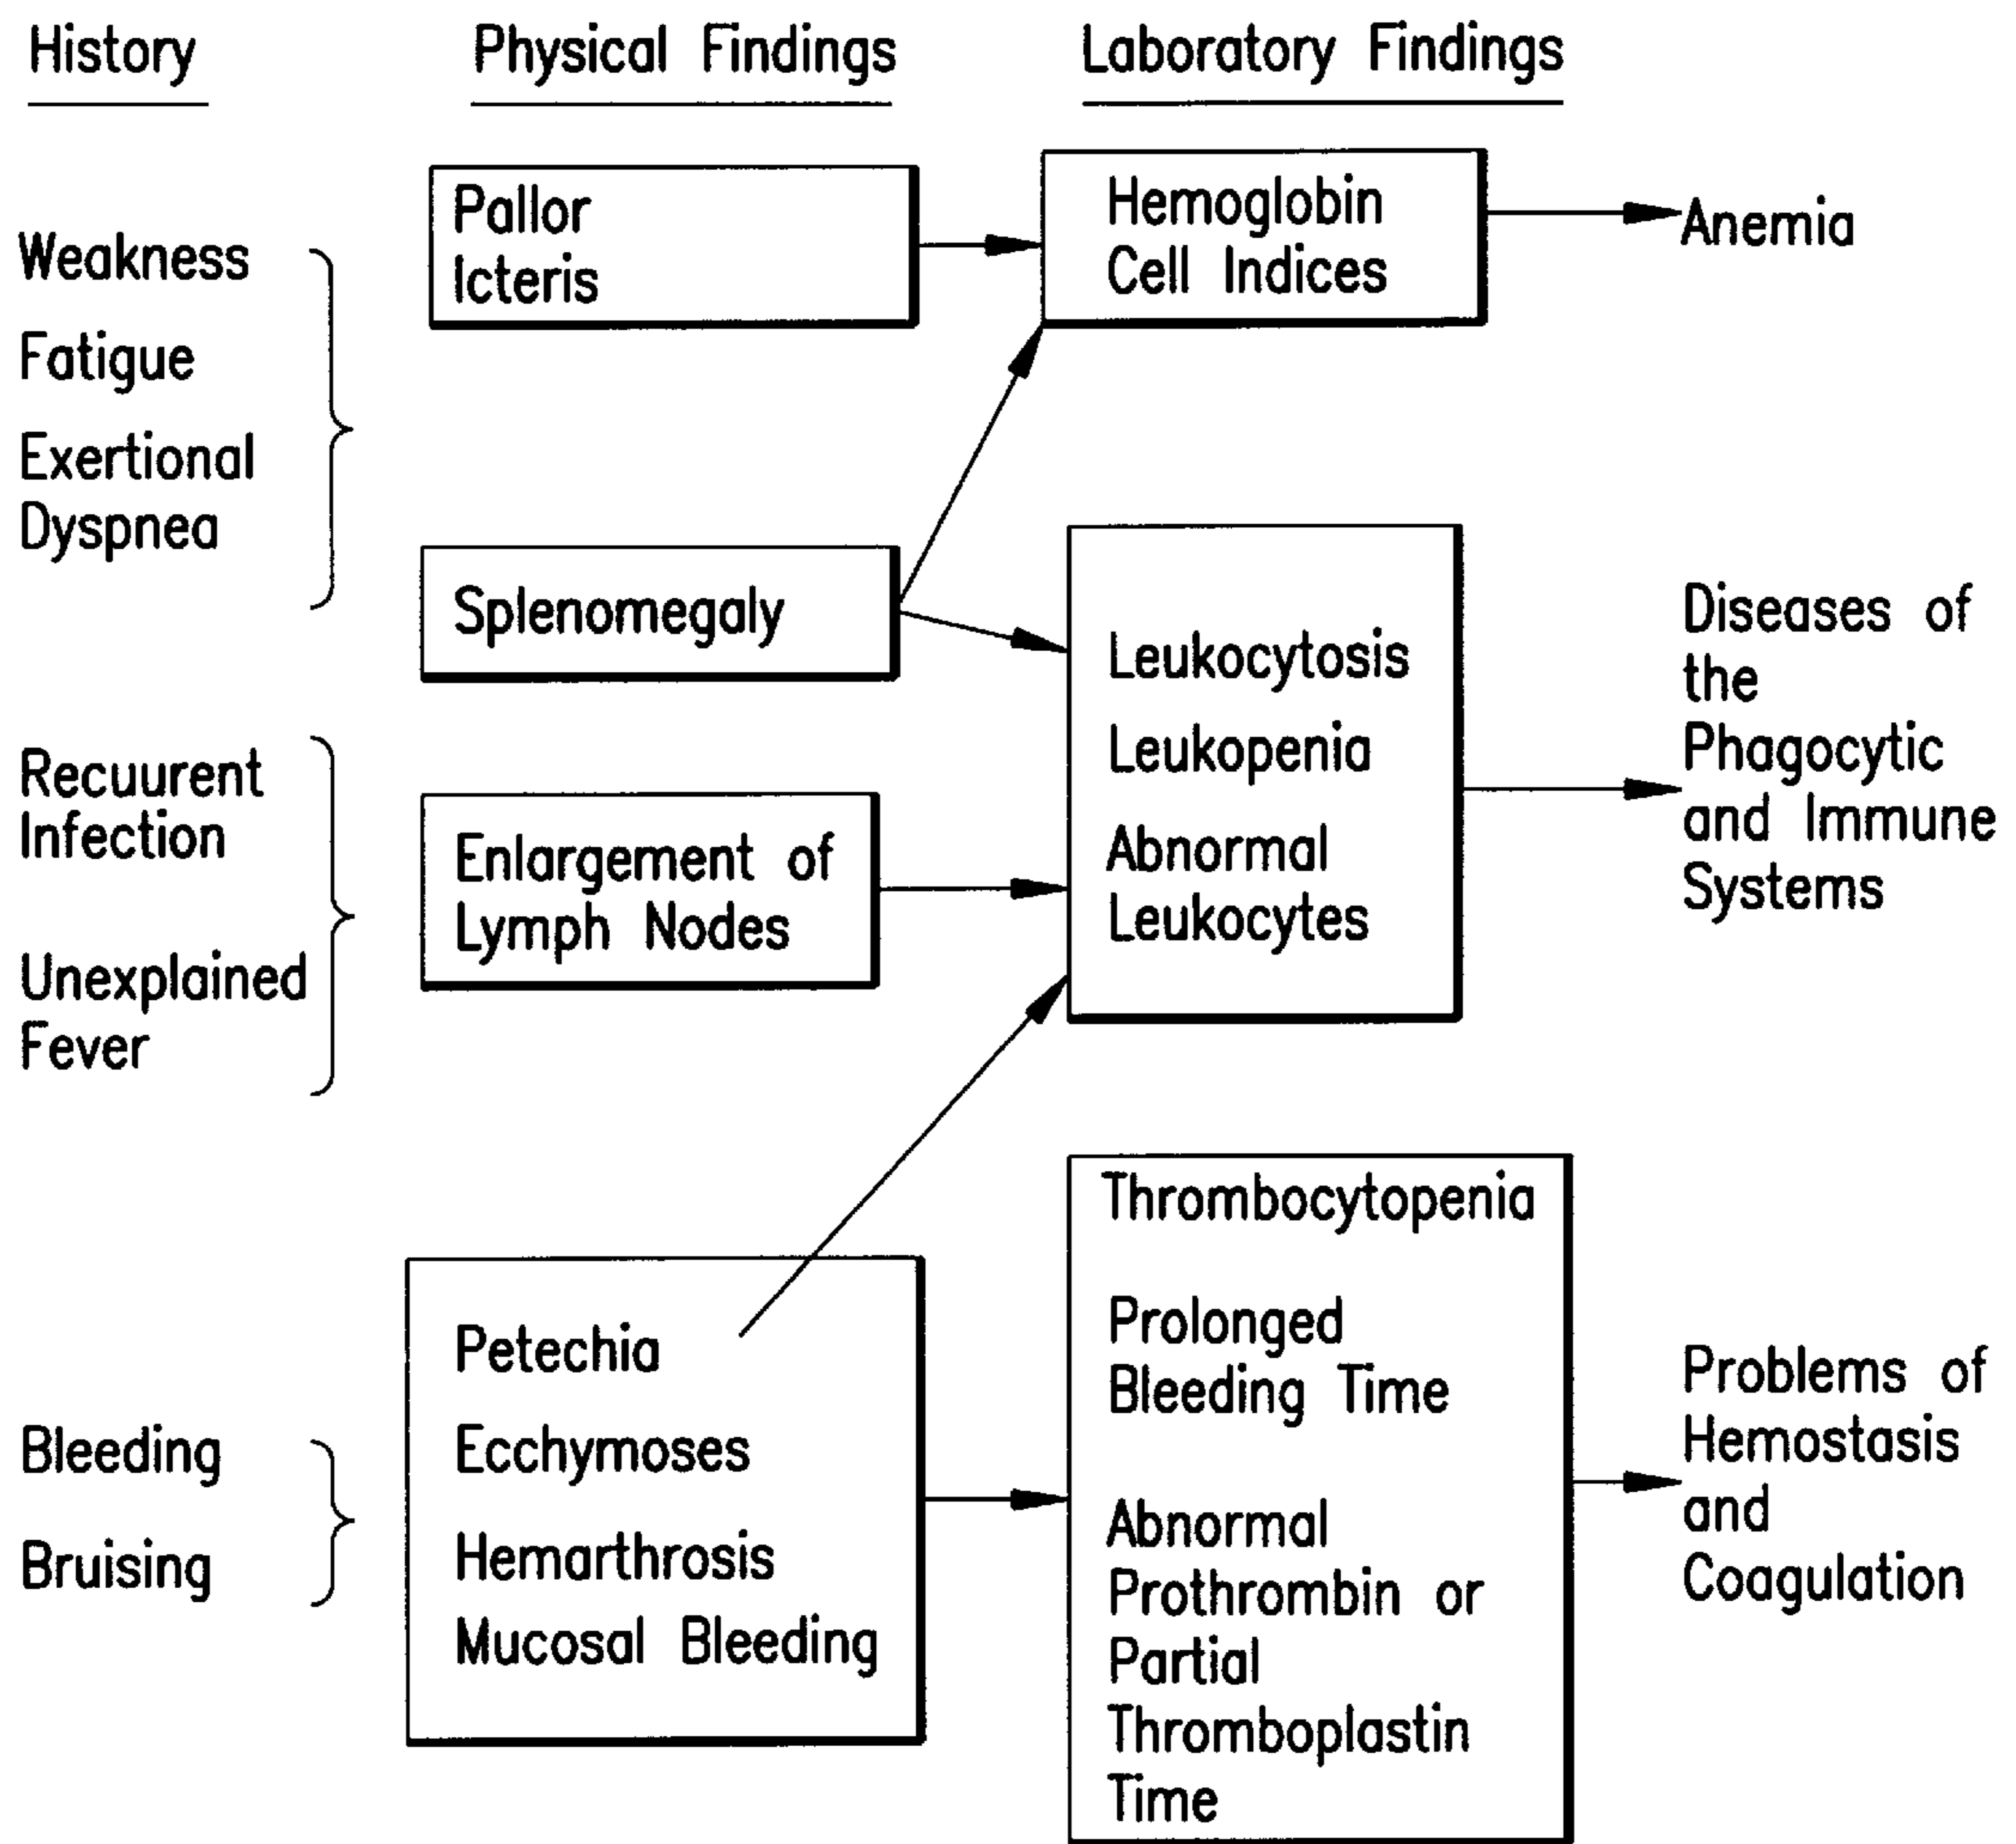 History
Physical Findings
Laboratory Findings
Weakness
Fatigue
Exertional
Dyspnea
Recuurent
Infection
Unexplained
Fever
Bleeding
Bruising
Pallor
Icteris
Splenomegaly
Enlargement of
Lymph Nodes
Petechia
Ecchymoses
Hemarthrosis
Mucosal Bleeding
Hemoglobin
Cell Indices
Leukocytosis
Leukopenia
Abnormal
Leukocytes
Thrombocytopenia
Prolonged
Bleeding Time
Abnormal
Prothrombin or
Partial
Thromboplastin
Time
Anemia
Diseases of
the
Phagocytic
and Immune
Systems
Problems of
Hemostasis
and
Coagulation